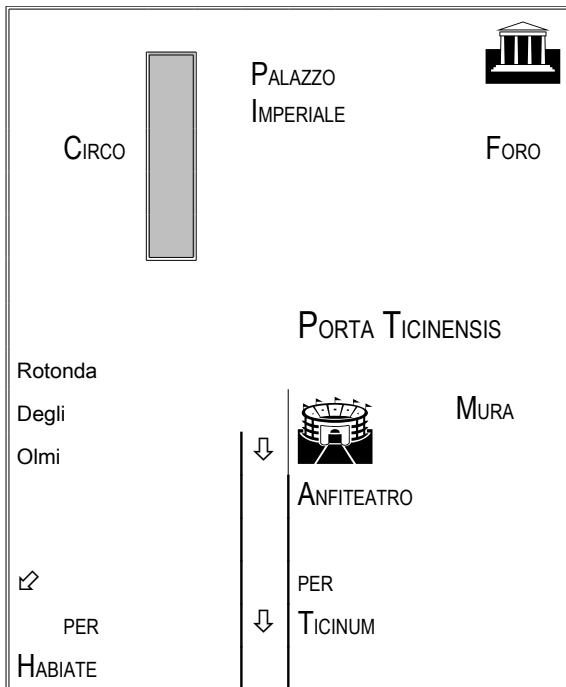 PALAZZO
IMPERIALE
CIRCO
FORO
PORTA TICINENSIS
Rotonda
Degli
MURA
Olmi
ANFITEATRO
PER
PER
TICINUM
HABIATE